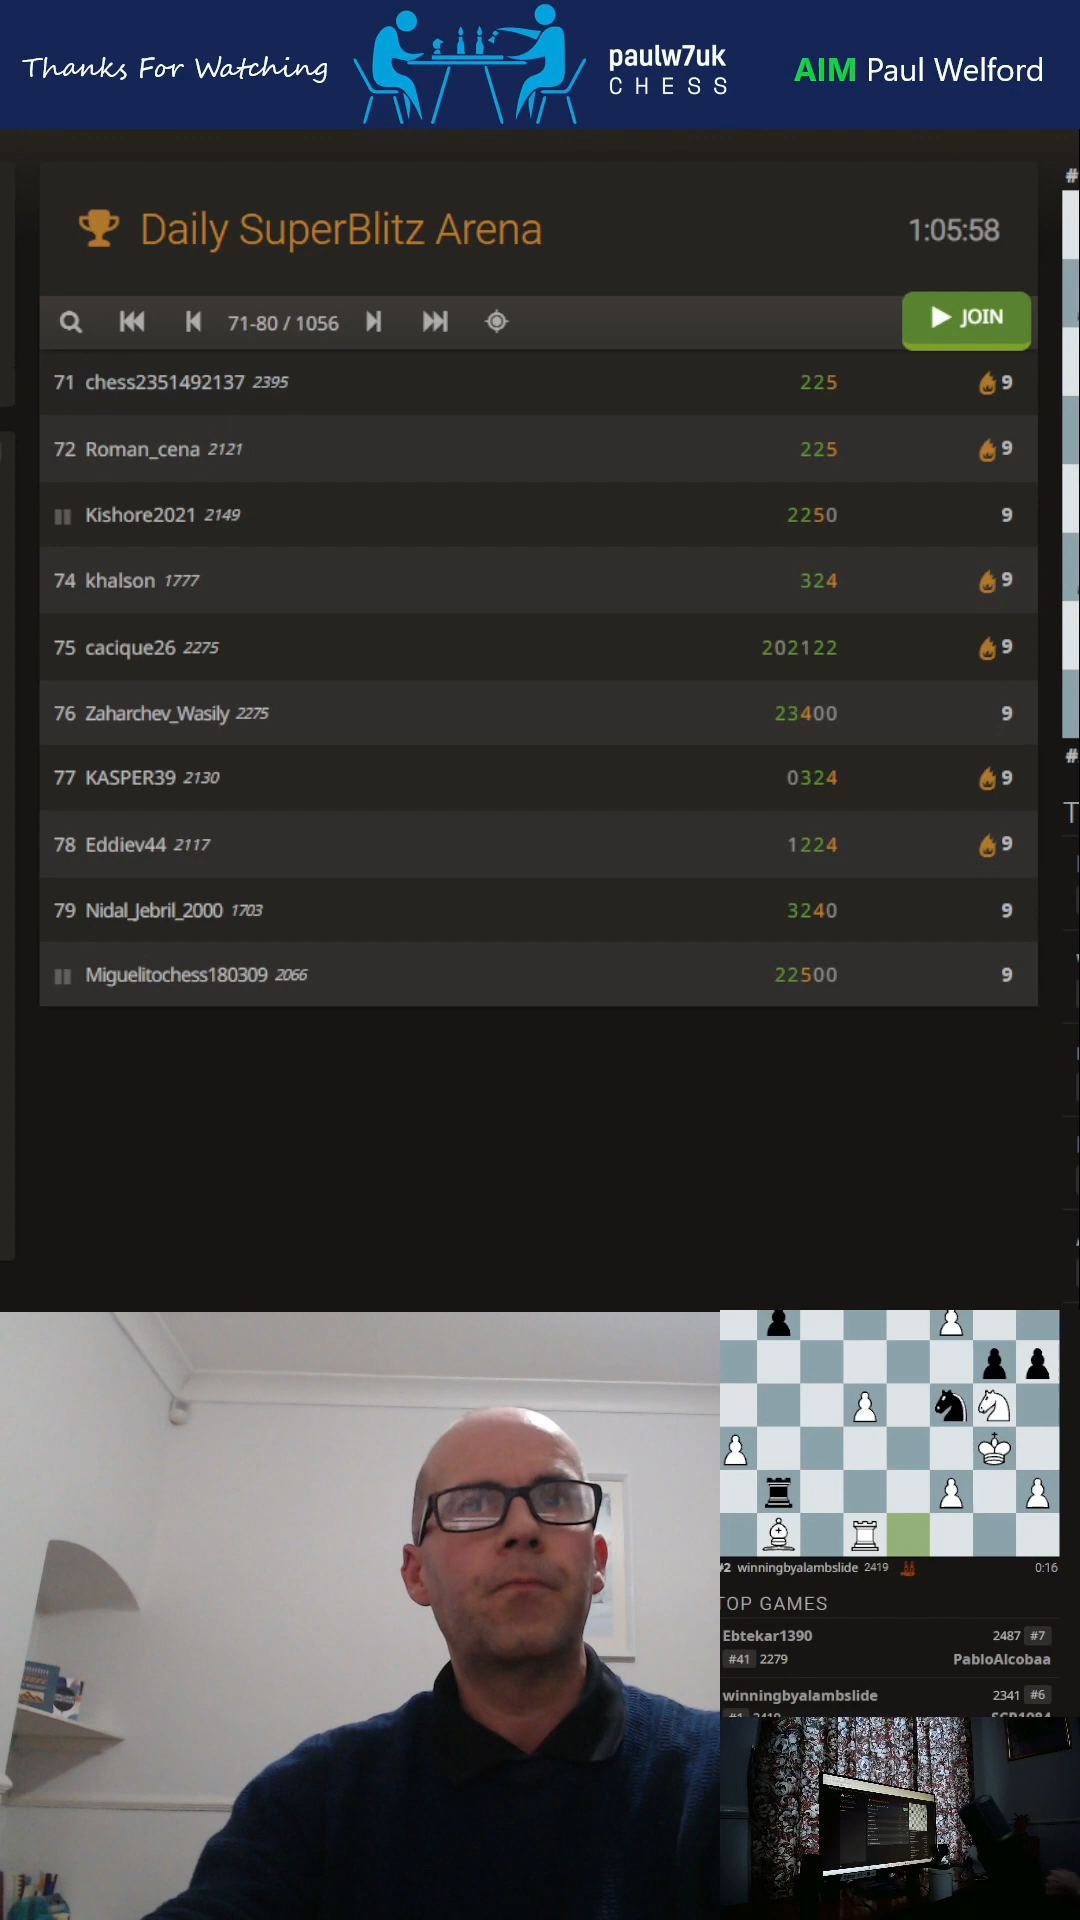 Thanks For Watching
paulw7uk
CHESS
AIM Paul Welford
Daily SuperBlitz Arena
1:05:58
71-80 / 1056
JOIN
71 chess2351492137 2395 225 9
72 Roman_cena 2121 225 9
Kishore2021 2149 2250 9
74 khalson 1777 324 9
75 cacique26 2275 202122 9
76 Zaharchev_Wasily 2275 23400 9
77 KASPER39 2130 0324 9
78 Eddiev44 2117 1224 9
79 Nidal_Jebril_2000 1703 3240 9
Miguelitochess180309 2066 22500 9
#
#
T
#2 winningbyalambslide 2419 0:16
TOP GAMES
Ebtekar1390 2487 #7
#41 2279 PabloAlcobaa
winningbyalambslide 2341 #6
#1 2419